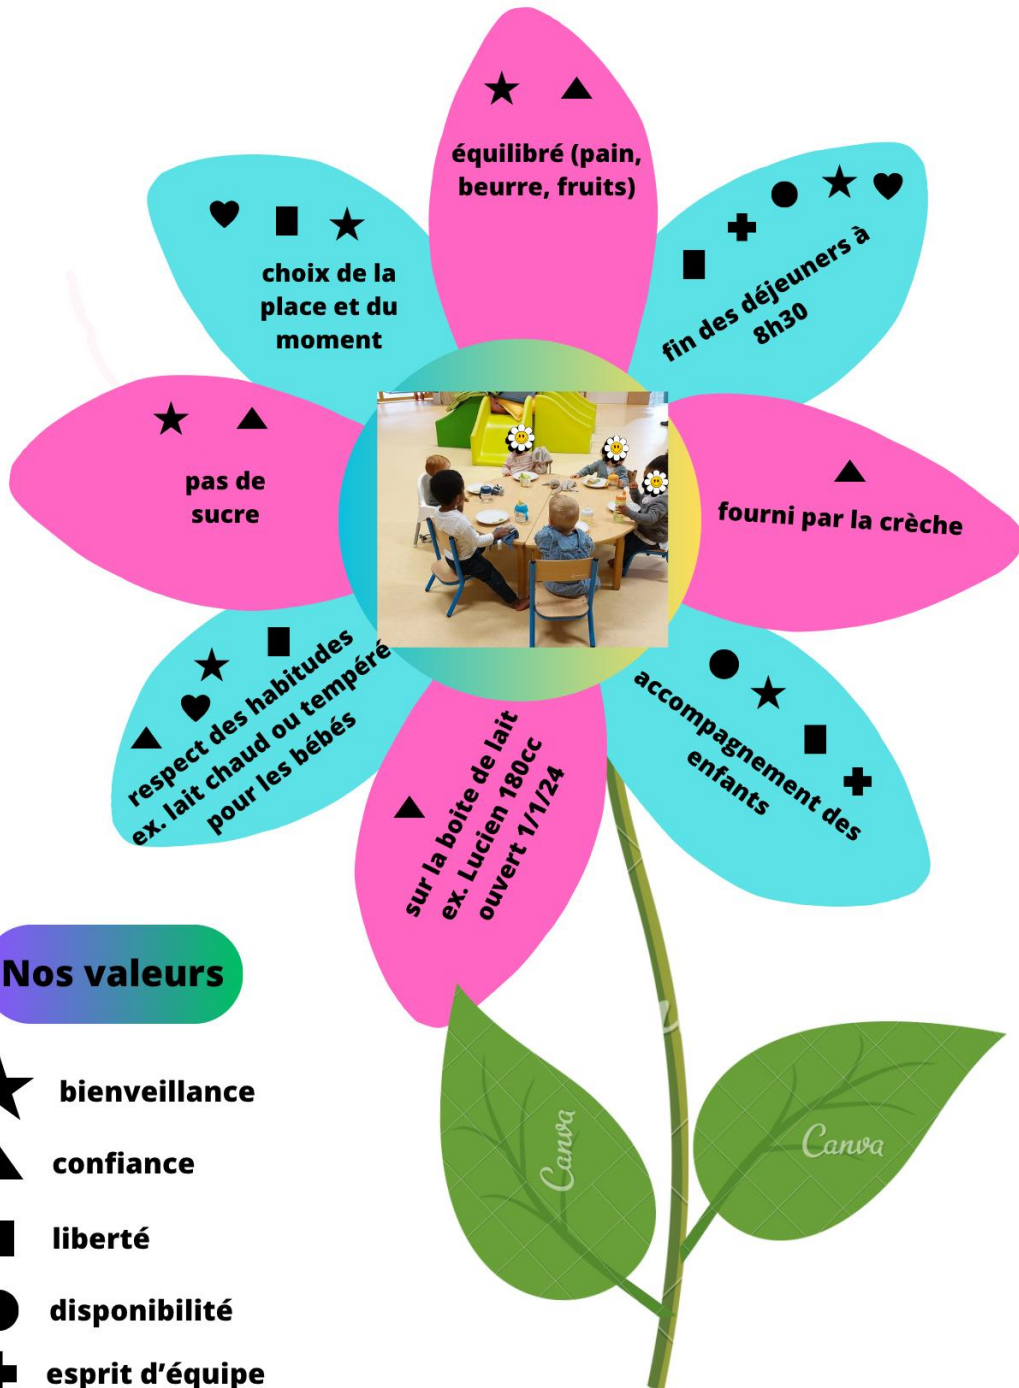 équilibré (pain,
beurre, fruits)
fin des déjeuners à
8h30
choix de la
place et du
moment
pas de
sucre
fourni par la crèche
respect des habitudes
ex. lait chaud ou tempéré
pour les bébés
sur la boite de lait
ex. Lucien 180cc
ouvert 1/1/24
accompagnement des
enfants
Nos valeurs
bienveillance
confiance
liberté
disponibilité
esprit d’équipe
Canva
Canva